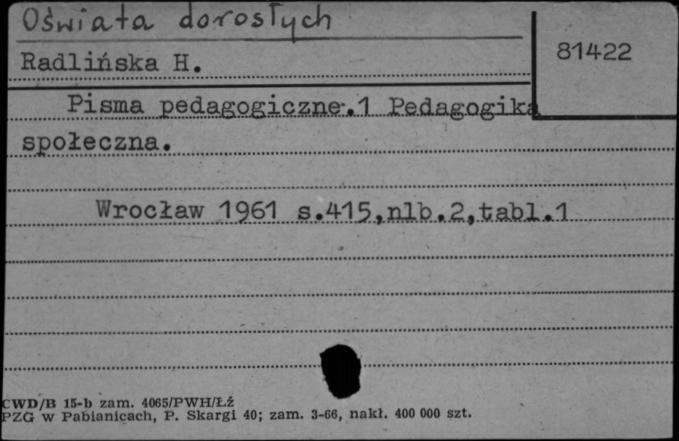 Oświata dorosłych
81422
Radlińska H.
Pisma pedagogiczne.1 Pedagogika
społeczna.
Wrocław 1961 s.415,nlb.2,tabl.1
CWD/B 15-b zam. 4065/PWH/Łź
PZG w Pabianicach, P. Skargi 40; zam. 3-66, nakł. 400 000 szt.